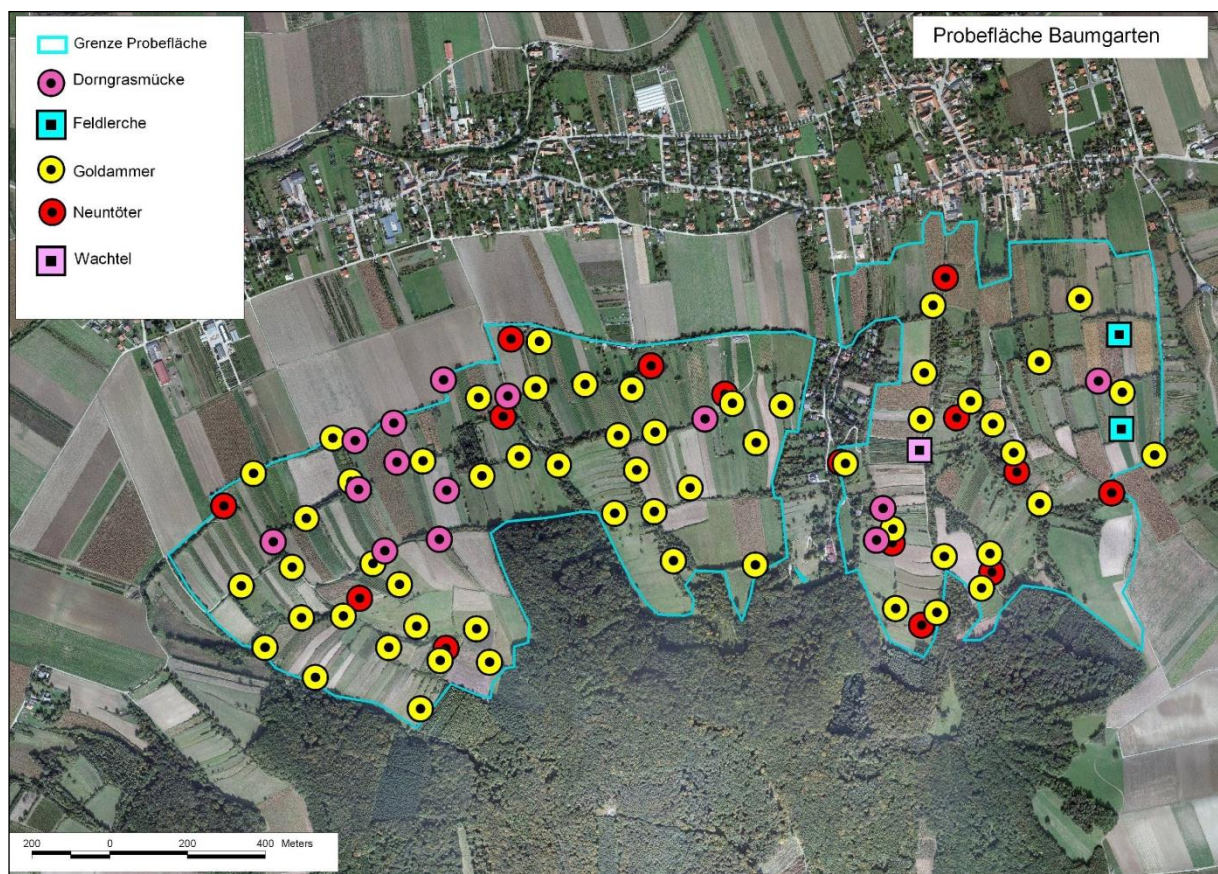 Probefläche Baumgarten
Grenze Probefläche
Dorngrasmücke
Feldlerche
Goldammer
Neuntöter
Wachtel
200 0 200 400 Meters